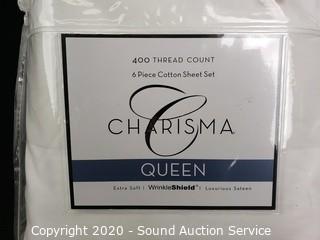 400 THREAD COUNT
6 Piece Cotton Sheet Set
C
CHARISMA
QUEEN
Extra Soft | WrinkleShield™ | Luxurious Sateen
Copyright 2020 - Sound Auction Service